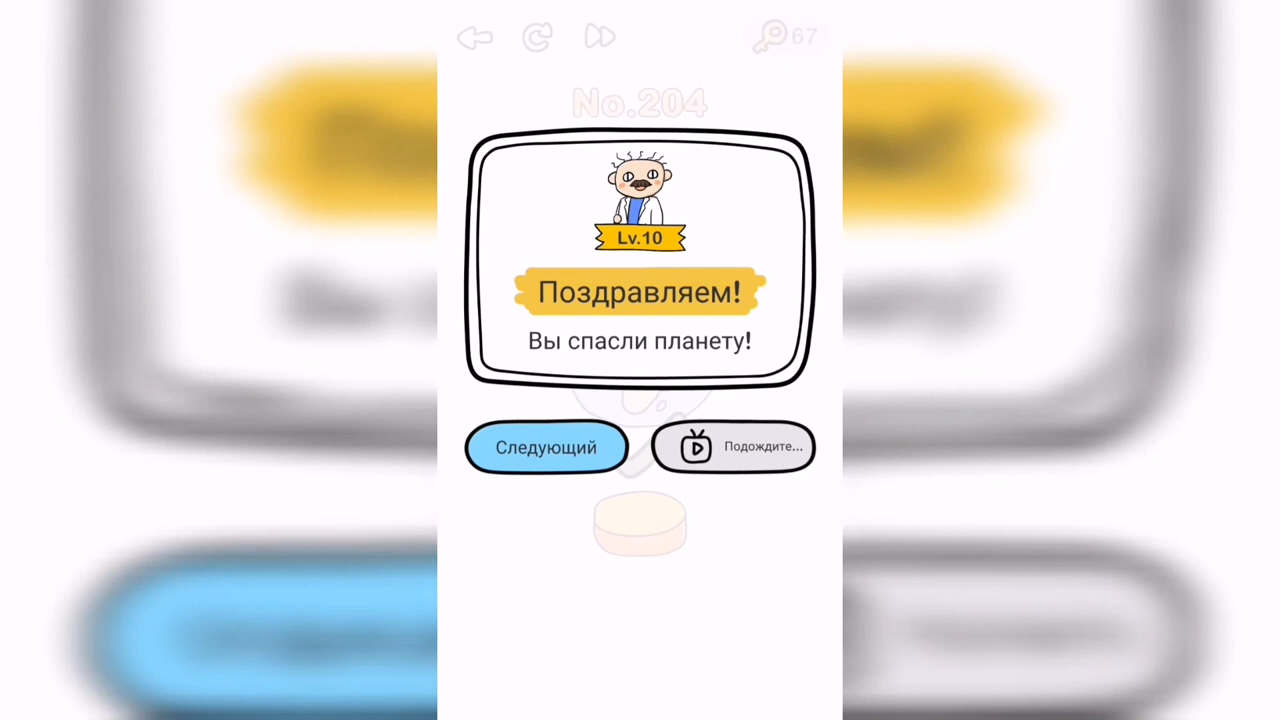 67
No.204
Lv.10
Поздравляем!
Вы спасли планету!
Следующий
Подождите...